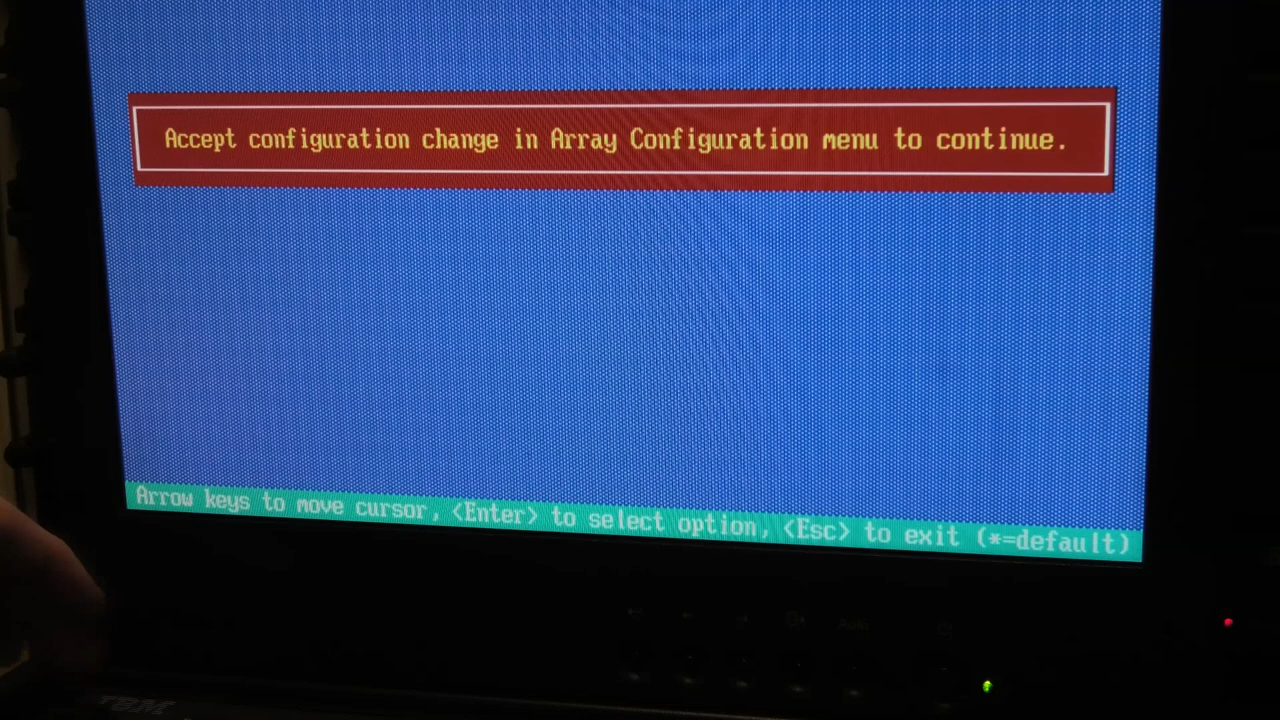 Accept configuration change in Array Configuration menu to continue.
Arrow keys to move cursor, <Enter> to select option, <Esc> to exit (*=default)
IBM